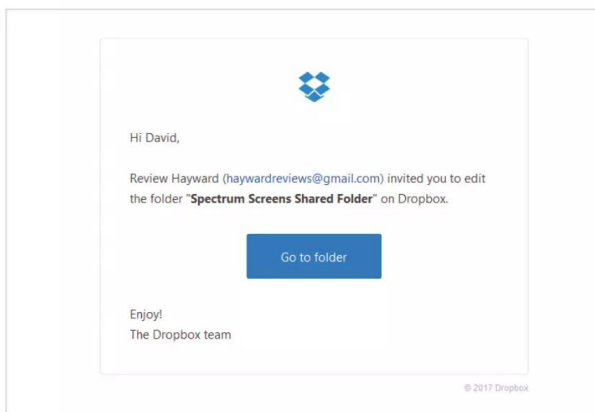 Hi David,
Review Hayward (haywardreviews@gmail.com) invited you to edit
the folder "Spectrum Screens Shared Folder" on Dropbox.
Go to folder
Enjoy!
The Dropbox team
© 2017 Dropbox